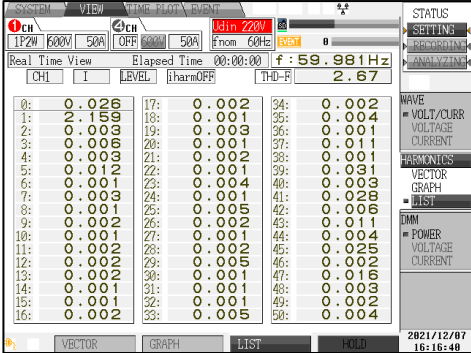 SYSTEM VIEW TIME PLOT EVENT
1CH 4CH Udin 220V SD
1P2W 600V 50A OFF 600V 50A fnom 60Hz EVENT 0
Real Time View Elapsed Time 00:00:00 f:59.981Hz
CH1 I LEVEL iharmOFF THD-F 2.67
0: 0.026 17: 0.002 34: 0.002
1: 2.159 18: 0.001 35: 0.004
2: 0.003 19: 0.003 36: 0.001
3: 0.006 20: 0.001 37: 0.011
4: 0.003 21: 0.002 38: 0.001
5: 0.012 22: 0.001 39: 0.031
6: 0.001 23: 0.004 40: 0.003
7: 0.003 24: 0.001 41: 0.028
8: 0.001 25: 0.005 42: 0.006
9: 0.002 26: 0.002 43: 0.011
10: 0.001 27: 0.001 44: 0.004
11: 0.002 28: 0.002 45: 0.025
12: 0.002 29: 0.005 46: 0.002
13: 0.002 30: 0.001 47: 0.016
14: 0.001 31: 0.001 48: 0.003
15: 0.001 32: 0.001 49: 0.002
16: 0.002 33: 0.005 50: 0.004
VECTOR GRAPH LIST HOLD
STATUS
SETTING
RECORDING
ANALYZING
WAVE
VOLT/CURR
VOLTAGE
CURRENT
HARMONICS
VECTOR
GRAPH
LIST
DMM
POWER
VOLTAGE
CURRENT
2021/12/07
16:16:40